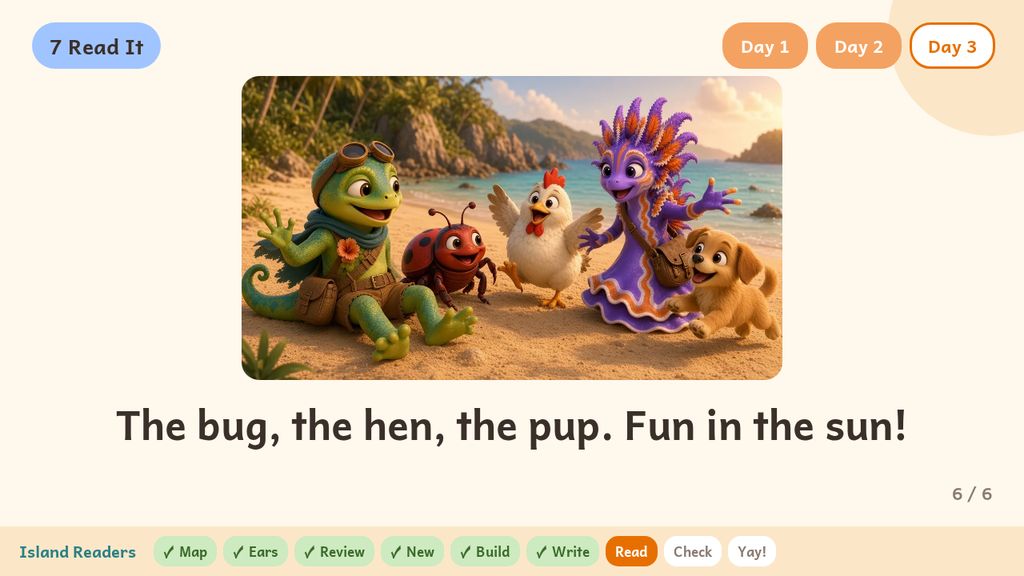 7 Read It
Day 1
Day 2
Day 3
The bug, the hen, the pup. Fun in the sun!
6 / 6
Island Readers
✓ Map
✓ Ears
✓ Review
✓ New
✓ Build
✓ Write
Read
Check
Yay!